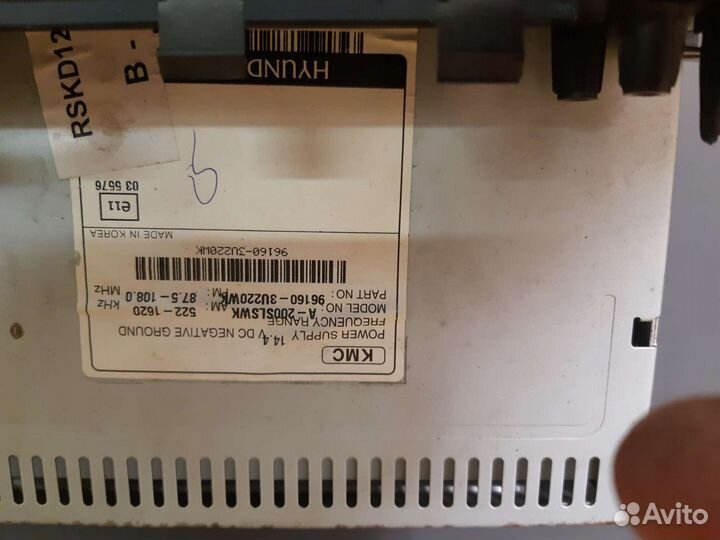 KMC
POWER SUPPLY 14.4 V DC NEGATIVE GROUND
FREQUENCY RANGE
MODEL NO: A-200SLSWK AM: 522-1620 KHz
PART NO: 96160-3U220WK FM: 87.5-108.0 MHz
96160-3U220WK
MADE IN KOREA
e11
03 5576
HYUND
RSKD12
B -
Avito